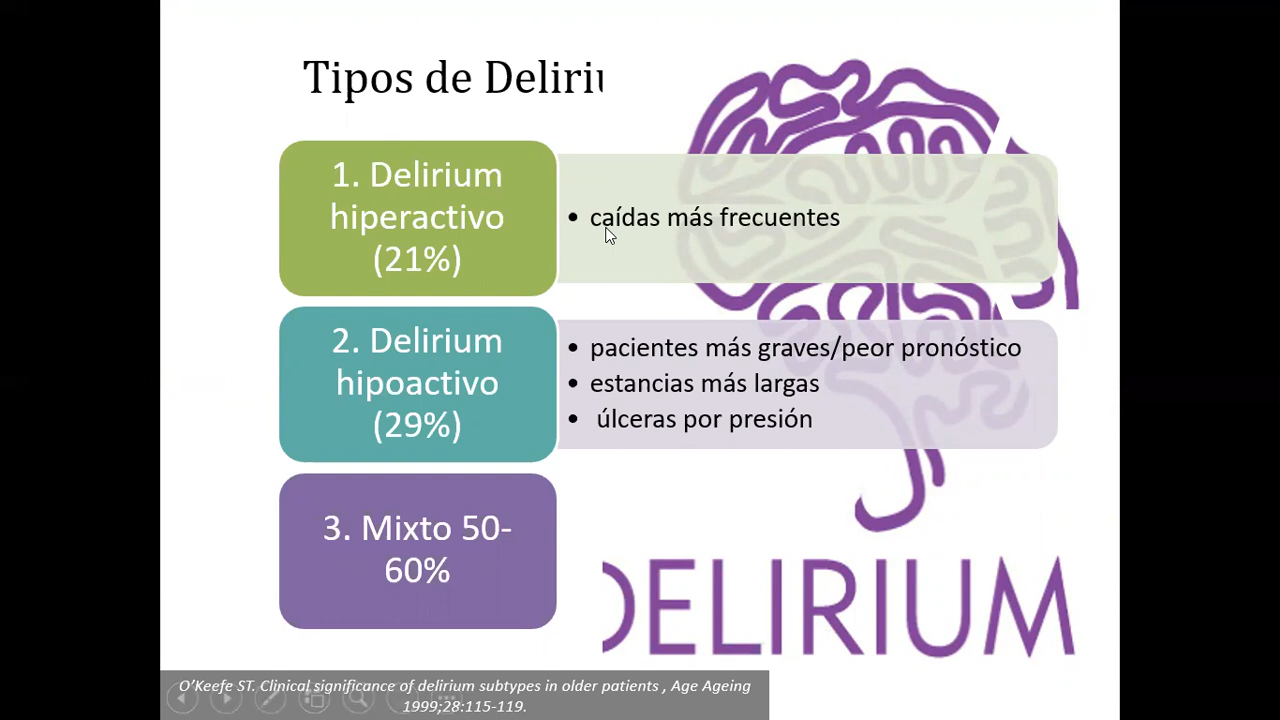 Tipos de Deliri
1. Delirium
hiperactivo
(21%)
• caídas más frecuentes
2. Delirium
hipoactivo
(29%)
• pacientes más graves/peor pronóstico
• estancias más largas
• úlceras por presión
3. Mixto 50-
60%
DELIRIUM
O’Keefe ST. Clinical significance of delirium subtypes in older patients , Age Ageing
1999;28:115-119.